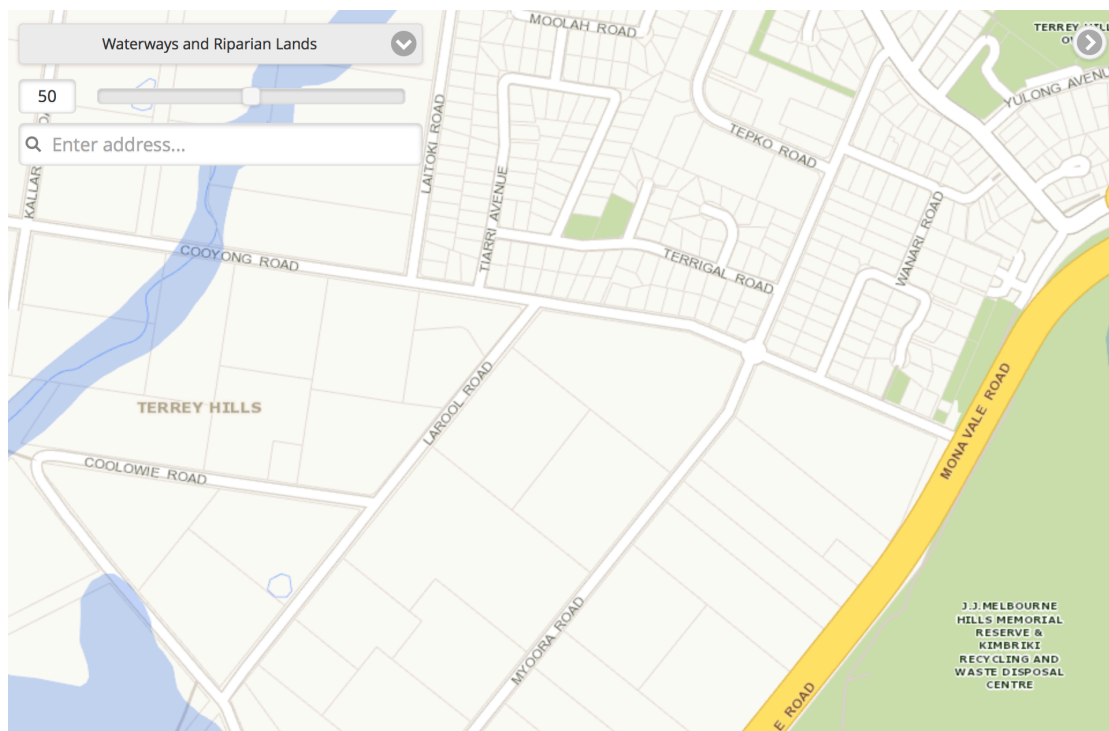 Waterways and Riparian Lands
50
Enter address...
MOOLAH ROAD
YULONG AVENU
LAITOKI ROAD
TEPKO ROAD
KALLAR
TIARRI AVENUE
WANARI ROAD
COOYONG ROAD
TERRIGAL ROAD
LAROOL ROAD
TERREY HILLS
MONA VALE ROAD
COOLOWIE ROAD
MYOORA ROAD
J.J.MELBOURNE
HILLS MEMORIAL
RESERVE &
KIMBRIKI
RECYCLING AND
WASTE DISPOSAL
CENTRE
E ROAD